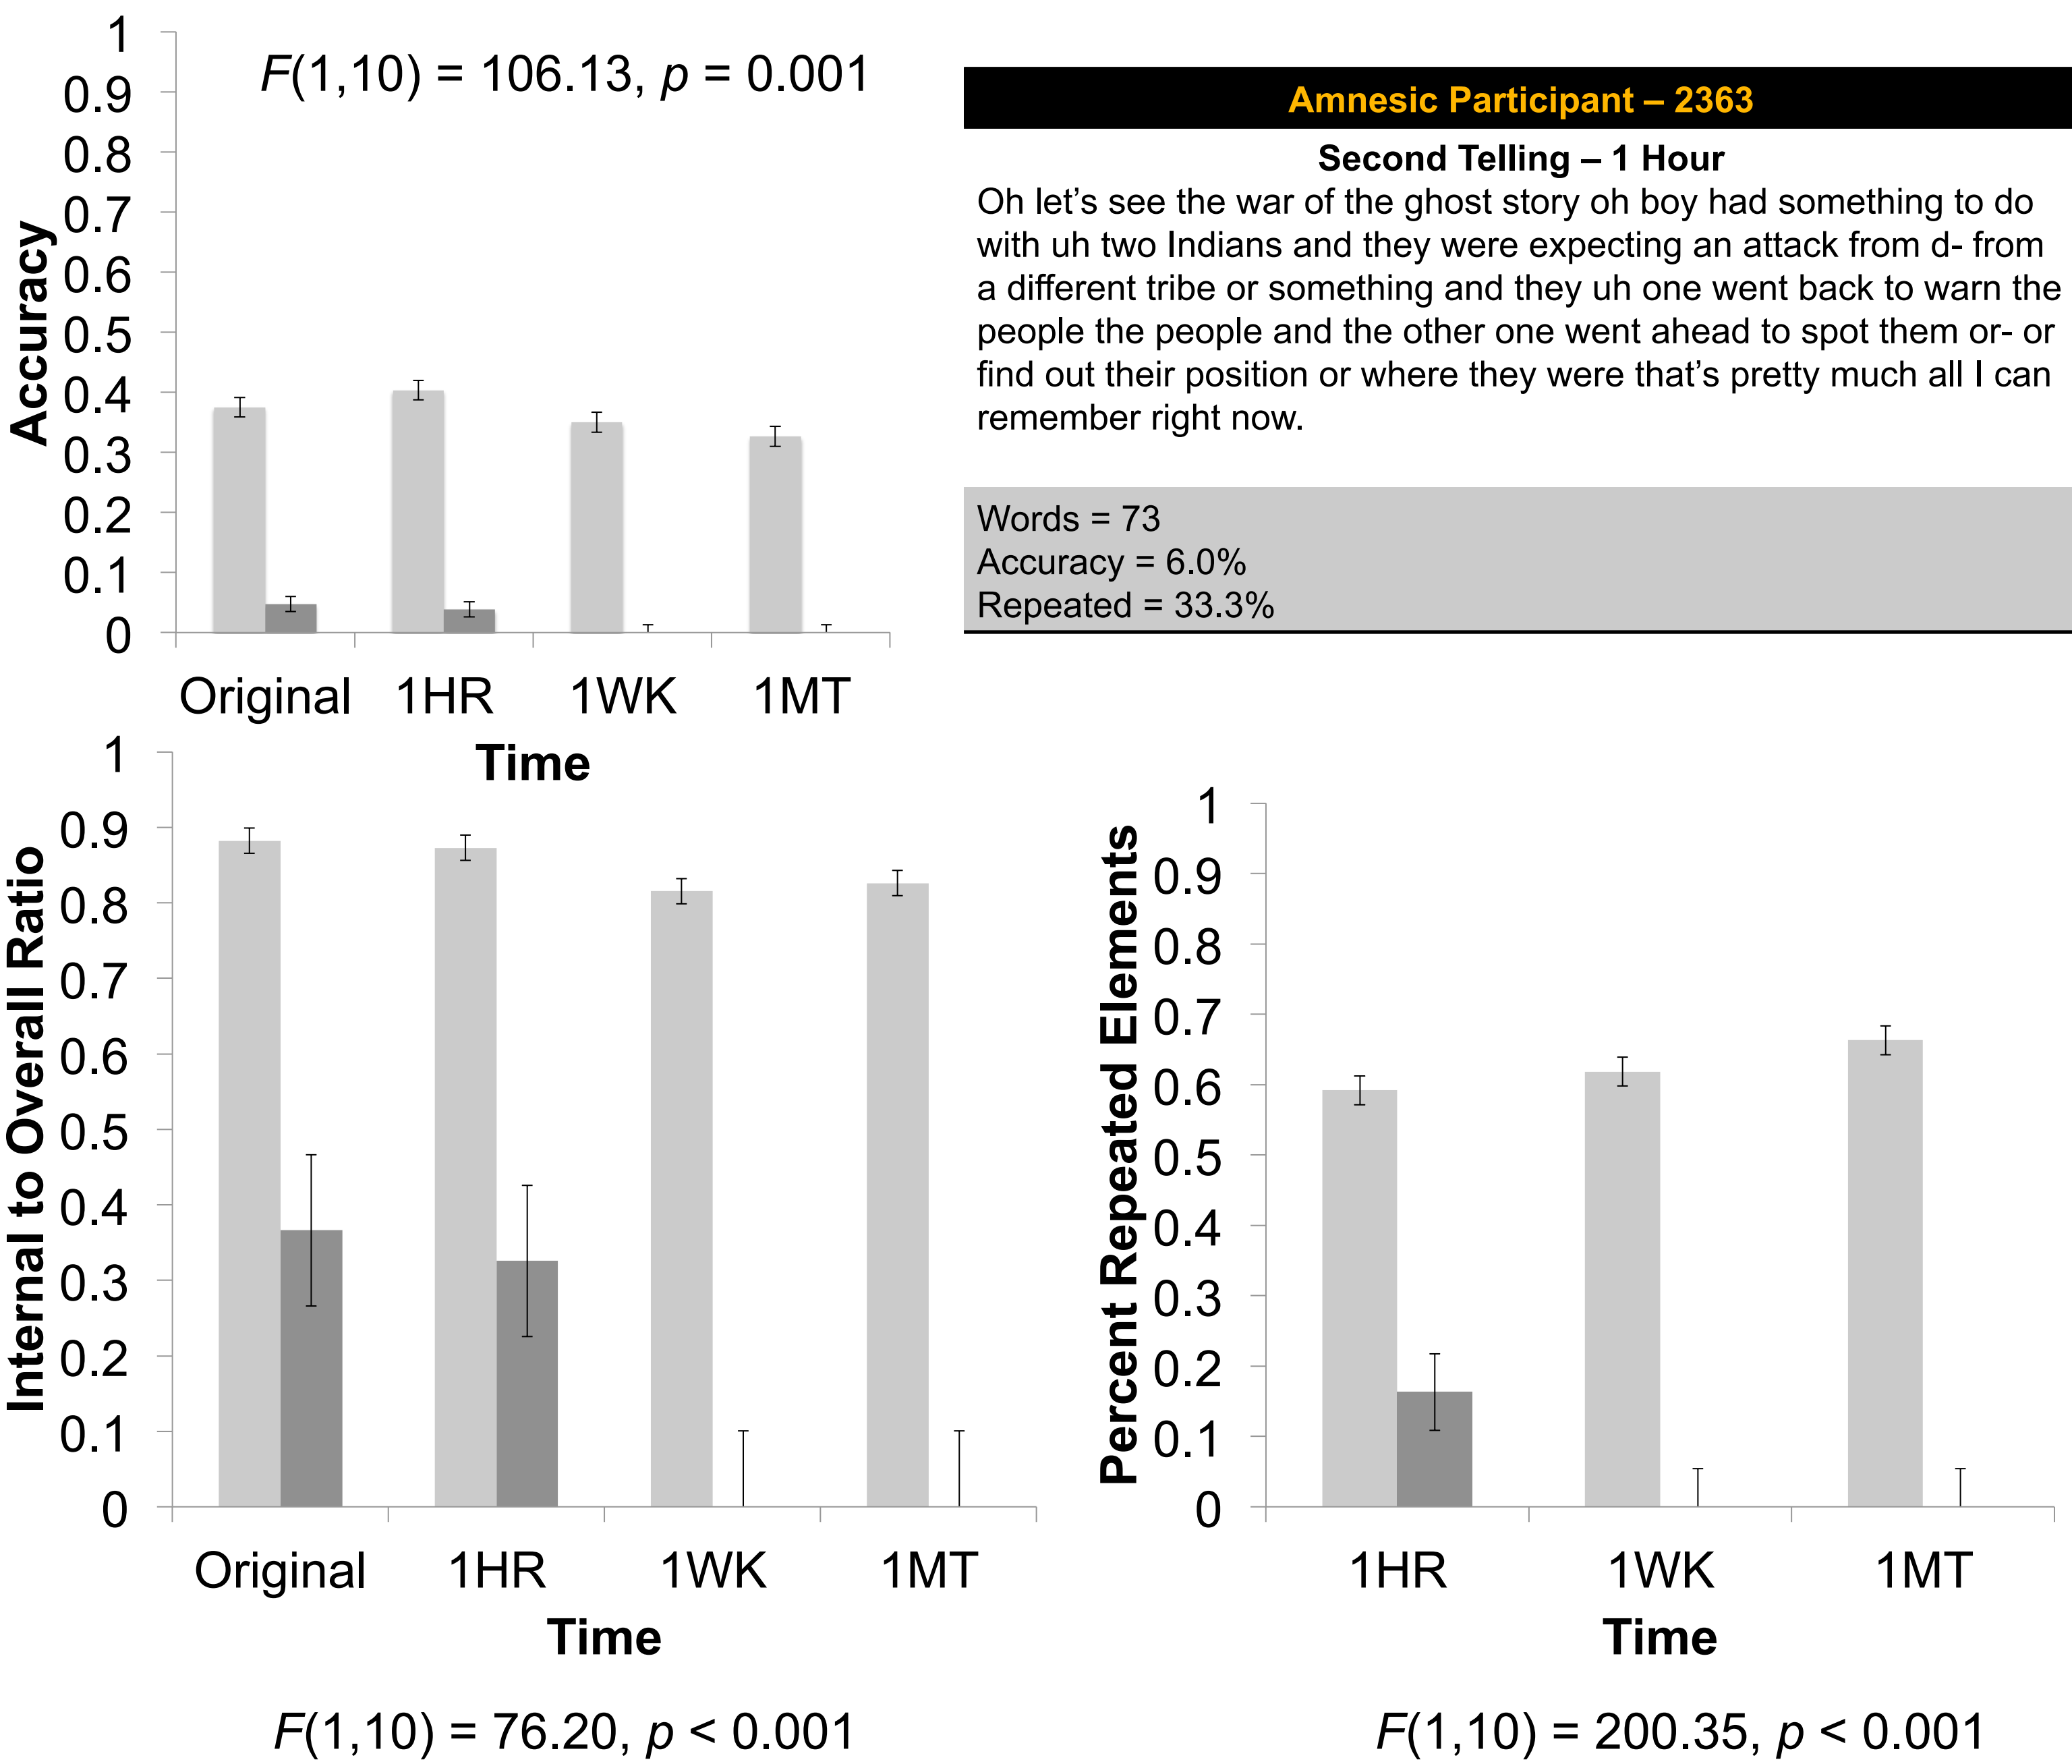 F(1,10) = 106.13, p = 0.001
Accuracy
1
0.9
0.8
0.7
0.6
0.5
0.4
0.3
0.2
0.1
0
Original 1HR 1WK 1MT
Time
Amnesic Participant – 2363
Second Telling – 1 Hour
Oh let’s see the war of the ghost story oh boy had something to do
with uh two Indians and they were expecting an attack from d- from
a different tribe or something and they uh one went back to warn the
people the people and the other one went ahead to spot them or- or
find out their position or where they were that’s pretty much all I can
remember right now.
Words = 73
Accuracy = 6.0%
Repeated = 33.3%
Internal to Overall Ratio
1
0.9
0.8
0.7
0.6
0.5
0.4
0.3
0.2
0.1
0
Original 1HR 1WK 1MT
Time
F(1,10) = 76.20, p < 0.001
Percent Repeated Elements
1
0.9
0.8
0.7
0.6
0.5
0.4
0.3
0.2
0.1
0
1HR 1WK 1MT
Time
F(1,10) = 200.35, p < 0.001